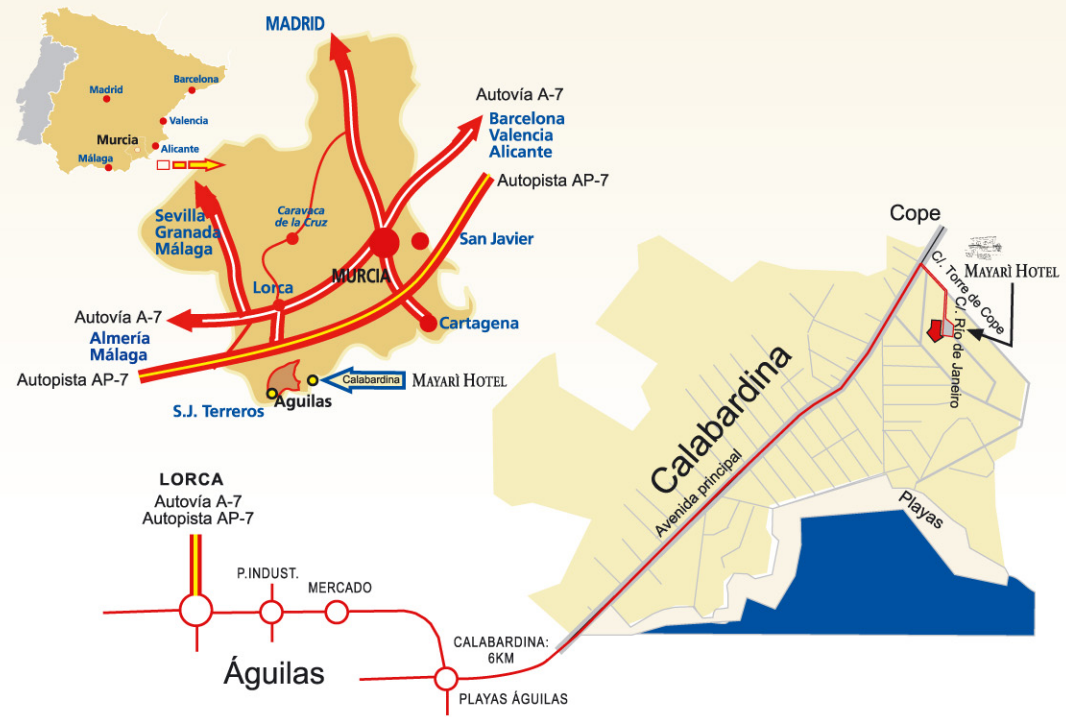 MADRID
Madrid
Barcelona
Valencia
Murcia
Alicante
Málaga
Autovía A-7
Barcelona
Valencia
Alicante
Autopista AP-7
Sevilla
Granada
Málaga
Caravaca
de la Cruz
San Javier
MURCIA
Lorca
Autovía A-7
Almería
Málaga
Cartagena
Autopista AP-7
Calabardina
MAYARÌ HOTEL
Aguilas
S.J. Terreros
Cope
MAYARÌ HOTEL
C/. Torre de Cope
C/. Río de Janeiro
Calabardina
Avenida principal
Playas
LORCA
Autovía A-7
Autopista AP-7
P.INDUST.
MERCADO
CALABARDINA:
6KM
Águilas
PLAYAS ÁGUILAS